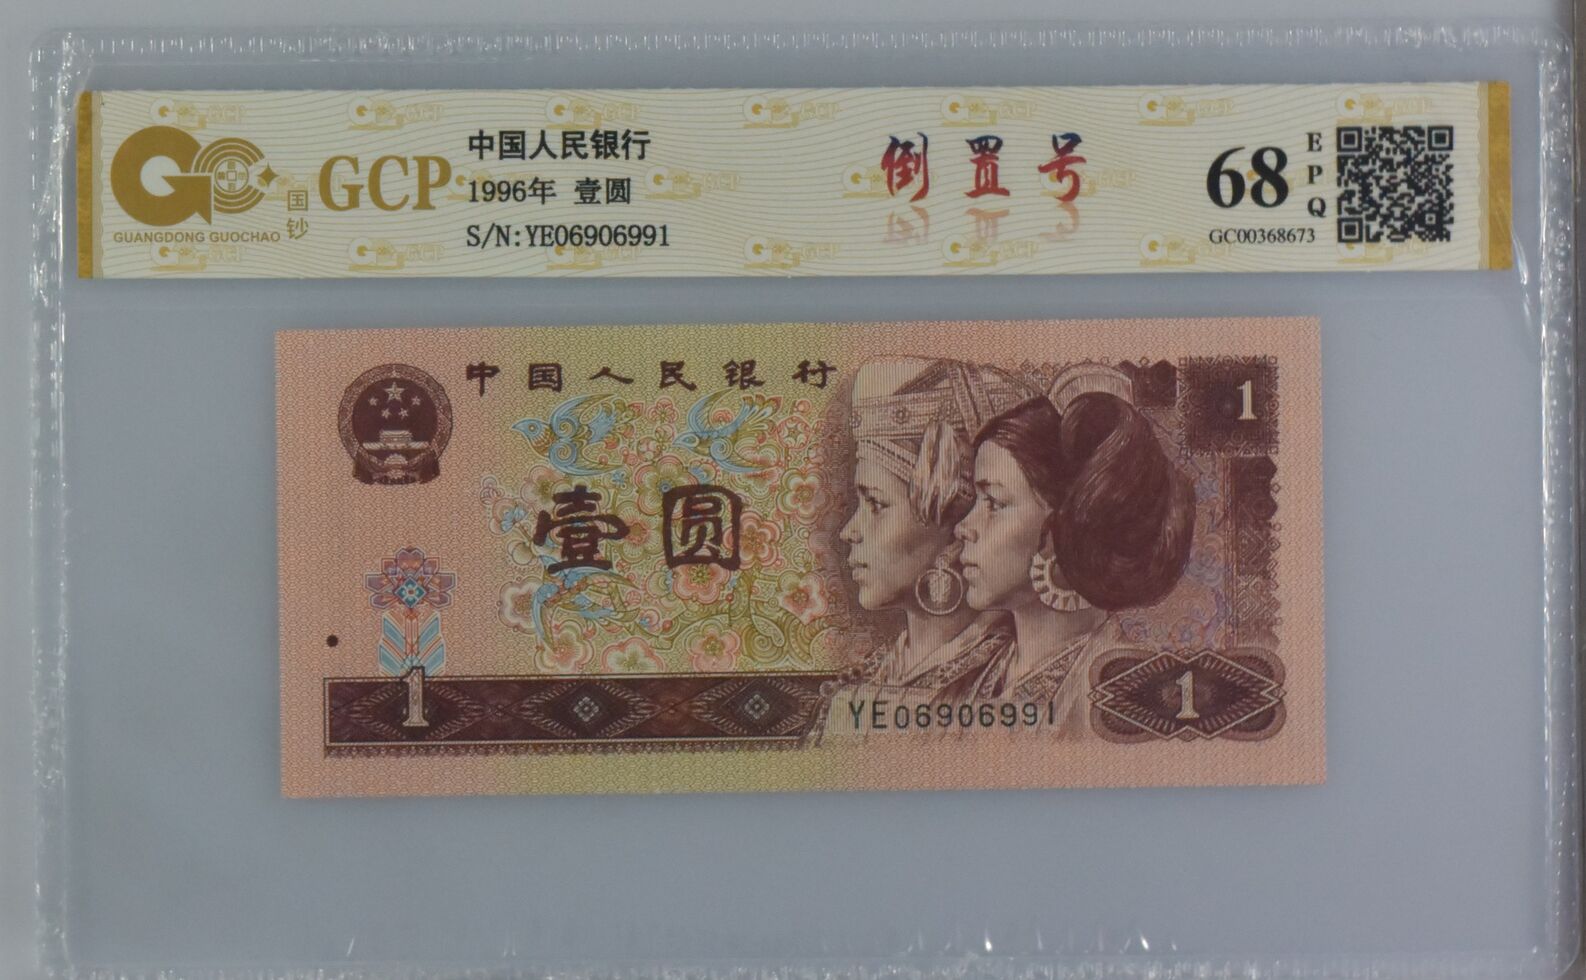 GCP
国钞
GUANGDONG GUOCHAO
中国人民银行
1996年 壹圆
S/N:YE06906991
倒置号
68
EPQ
GC00368673
中国人民银行
壹圆
1
1
1
YE06906991